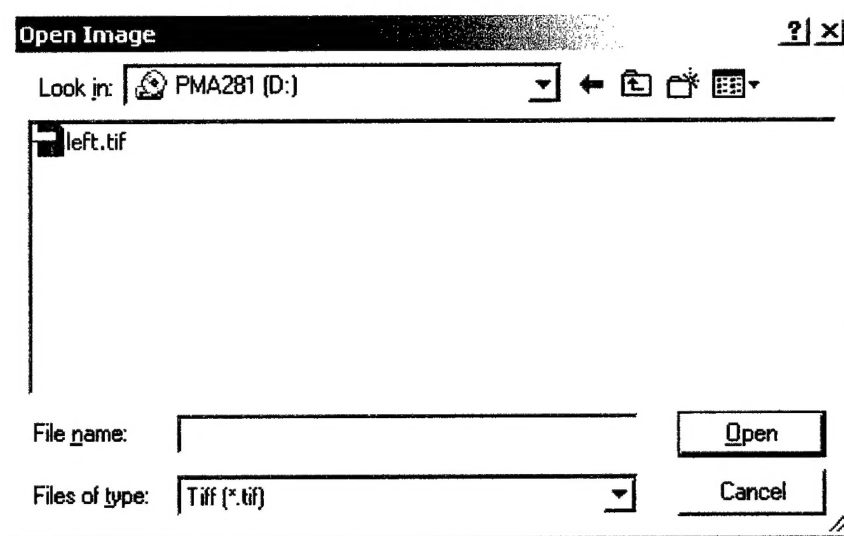 Open Image ? ×
Look in: PMA281 (D:)
left.tif
File name: Open
Files of type: Tiff (*.tif) Cancel